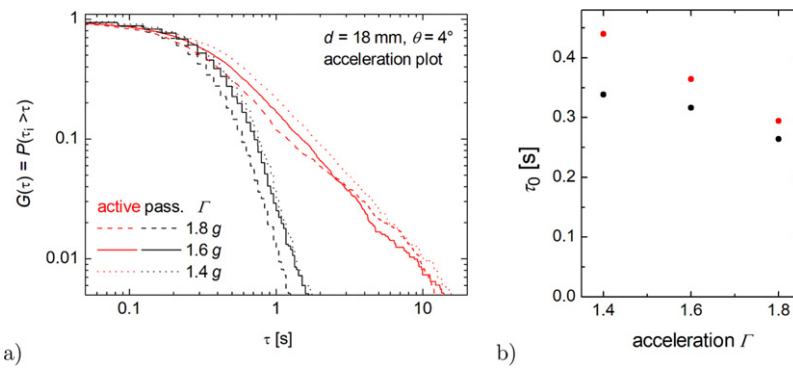 1
0.1
0.01
G(τ) = P(τi >τ)
d = 18 mm, θ = 4°
acceleration plot
active pass. Γ
1.8 g
1.6 g
1.4 g
0.1 1 10
τ [s]
a)
0.4
0.3
0.2
0.1
0.0
τ0 [s]
1.4 1.6 1.8
acceleration Γ
b)